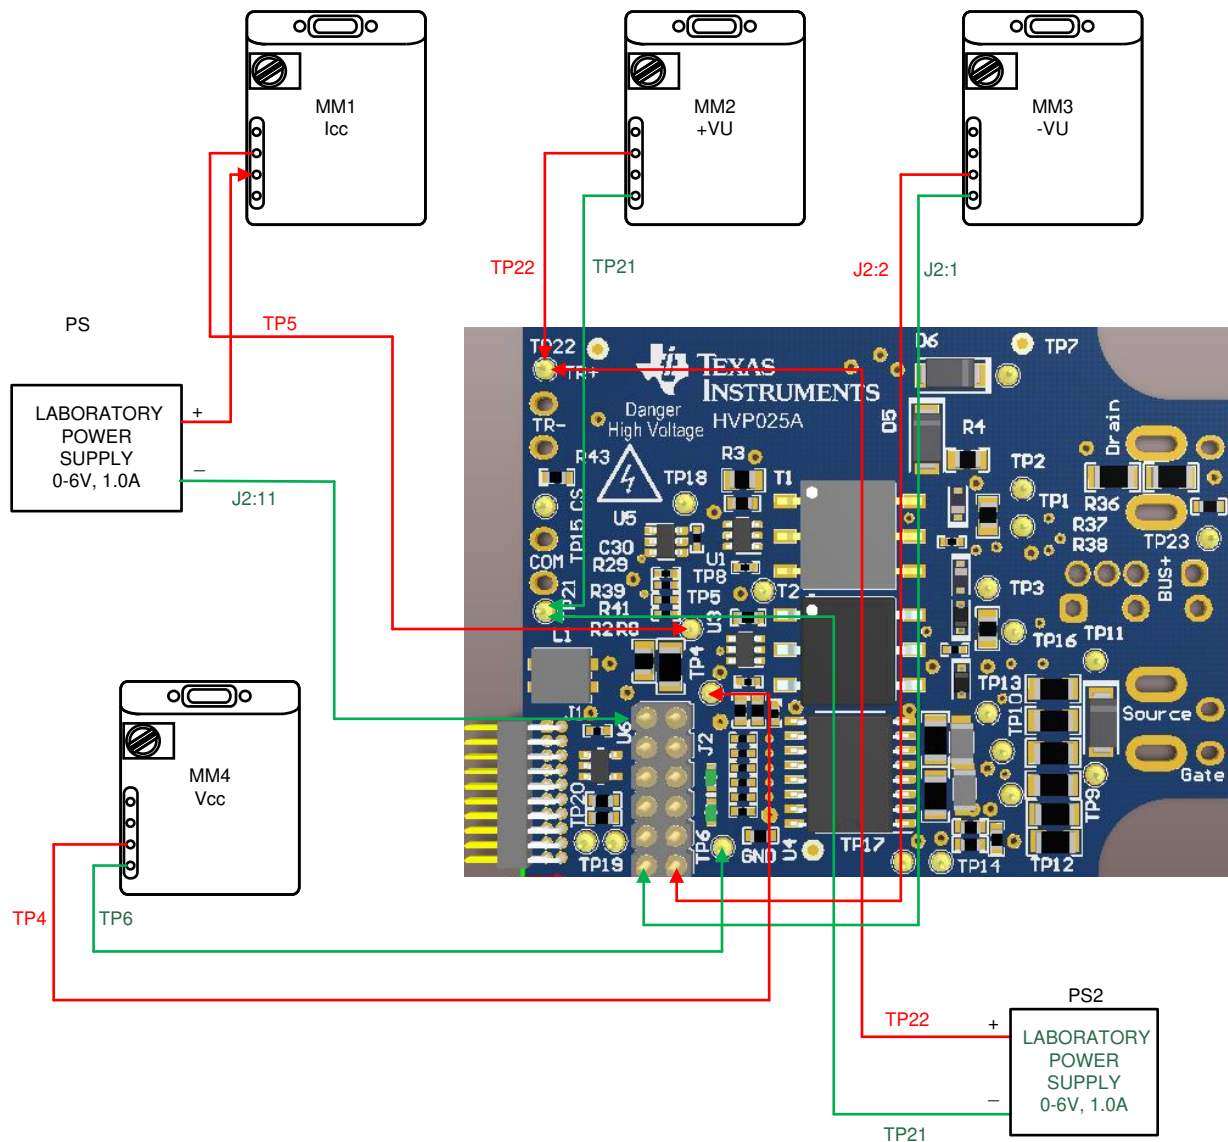 MM1
Icc
MM2
+VU
MM3
-VU
TP22
TP21
J2:2
J2:1
PS
TP5
LABORATORY
POWER
SUPPLY
0-6V, 1.0A
+
–
J2:11
TP22
TR+
TR-
R43
TP15 CS
COM
TP21
L1
TEXAS
INSTRUMENTS
Danger
High Voltage
HVP025A
D6
TP7
D5
R4
R3
TP18
T1
U5
TP2
TP1
Drain
R36
R37
R38
TP23
BUS+
C30
R29
U1
TP8
R39
TP5
T2
R41
R2
R8
U3
TP4
TP3
TP16
TP11
TP13
TP10
Source
Gate
J1
U6
J2
TP20
TP19
TP6
GND
U4
TP17
TP14
TP9
TP12
MM4
Vcc
TP4
TP6
PS2
TP22
+
LABORATORY
POWER
SUPPLY
0-6V, 1.0A
–
TP21